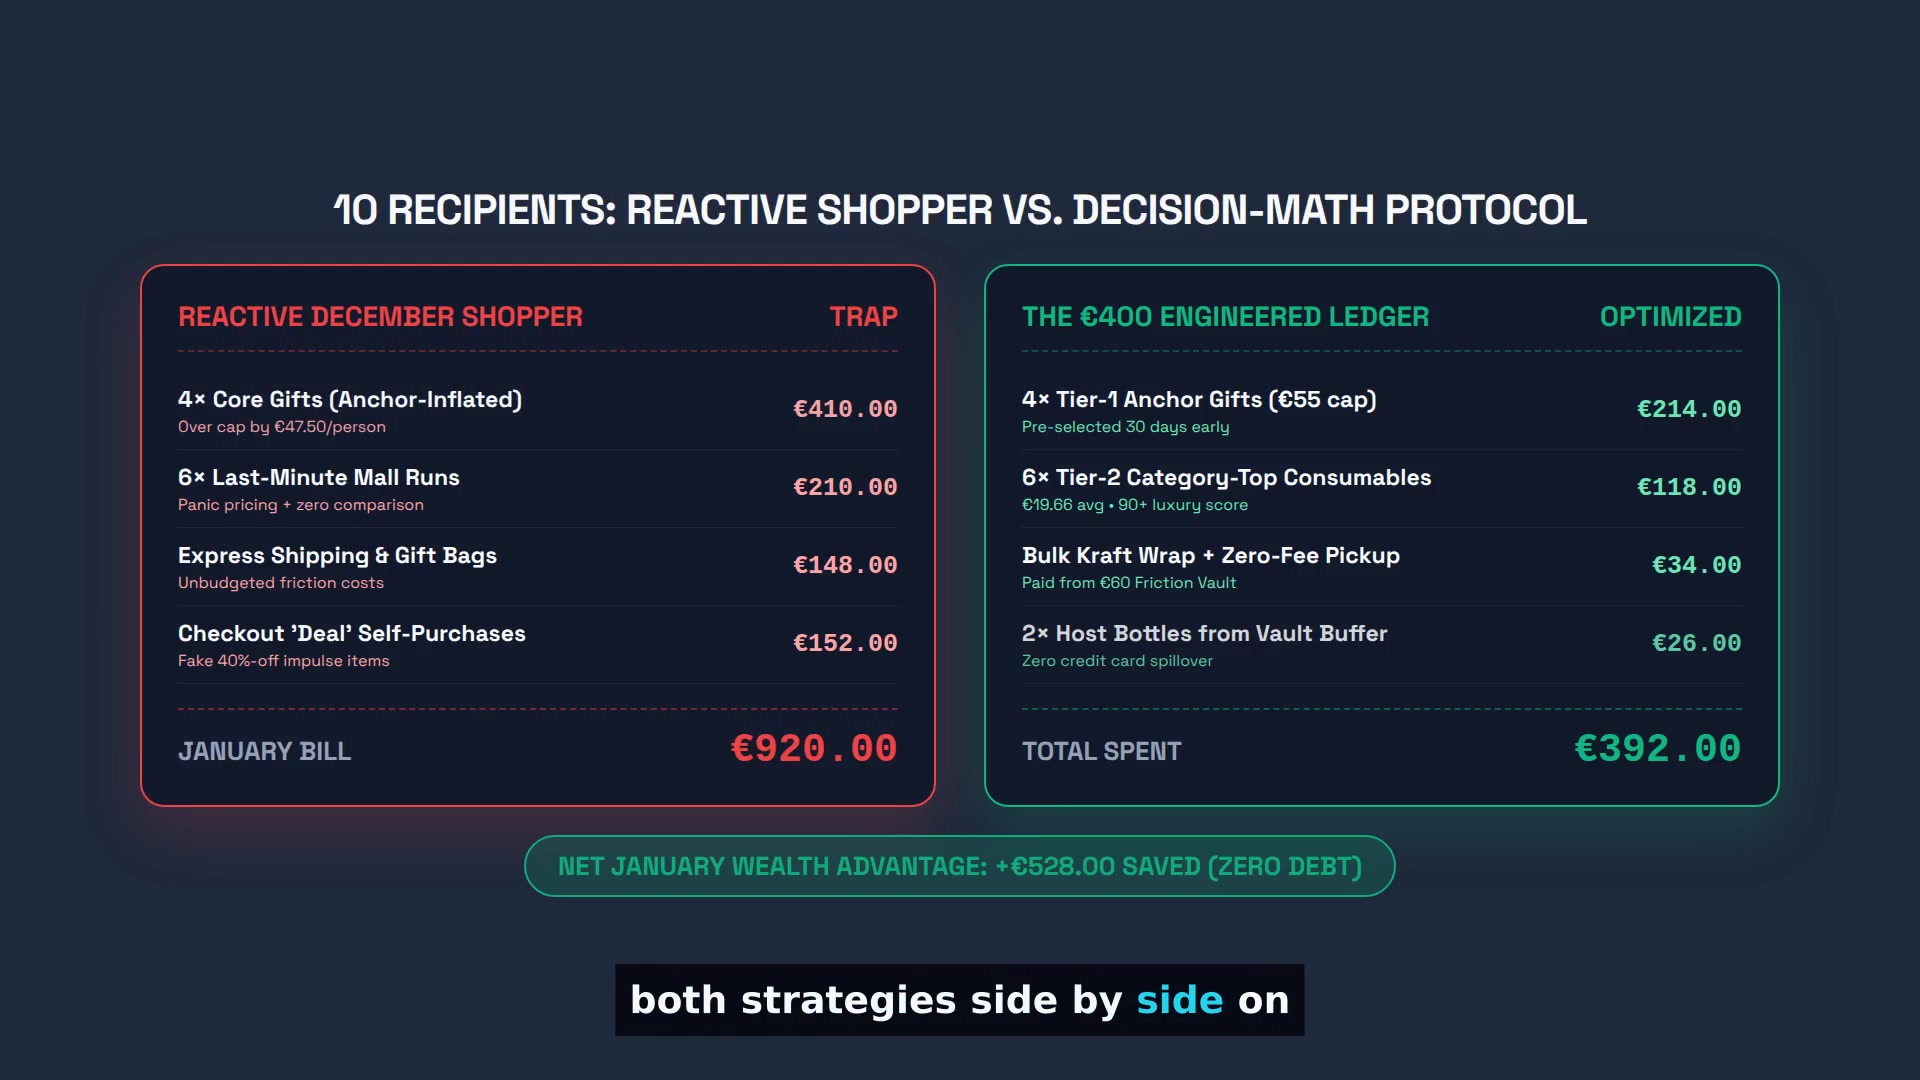 10 RECIPIENTS: REACTIVE SHOPPER VS. DECISION-MATH PROTOCOL
REACTIVE DECEMBER SHOPPER TRAP
4× Core Gifts (Anchor-Inflated) €410.00
Over cap by €47.50/person
6× Last-Minute Mall Runs €210.00
Panic pricing + zero comparison
Express Shipping & Gift Bags €148.00
Unbudgeted friction costs
Checkout 'Deal' Self-Purchases €152.00
Fake 40%-off impulse items
JANUARY BILL €920.00
THE €400 ENGINEERED LEDGER OPTIMIZED
4× Tier-1 Anchor Gifts (€55 cap) €214.00
Pre-selected 30 days early
6× Tier-2 Category-Top Consumables €118.00
€19.66 avg • 90+ luxury score
Bulk Kraft Wrap + Zero-Fee Pickup €34.00
Paid from €60 Friction Vault
2× Host Bottles from Vault Buffer €26.00
Zero credit card spillover
TOTAL SPENT €392.00
NET JANUARY WEALTH ADVANTAGE: +€528.00 SAVED (ZERO DEBT)
both strategies side by side on